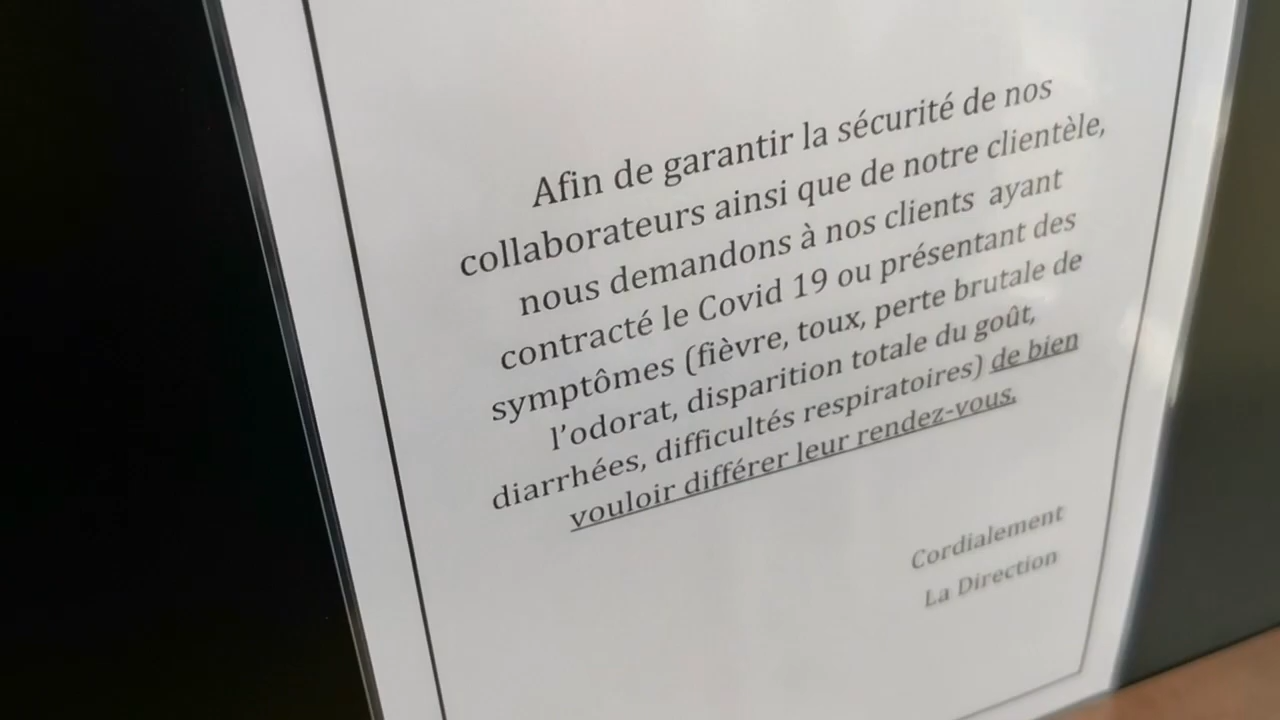 Afin de garantir la sécurité de nos
collaborateurs ainsi que de notre clientèle,
nous demandons à nos clients ayant
contracté le Covid 19 ou présentant des
symptômes (fièvre, toux, perte brutale de
l'odorat, disparition totale du goût,
diarrhées, difficultés respiratoires) de bien
vouloir différer leur rendez-vous.
Cordialement
La Direction